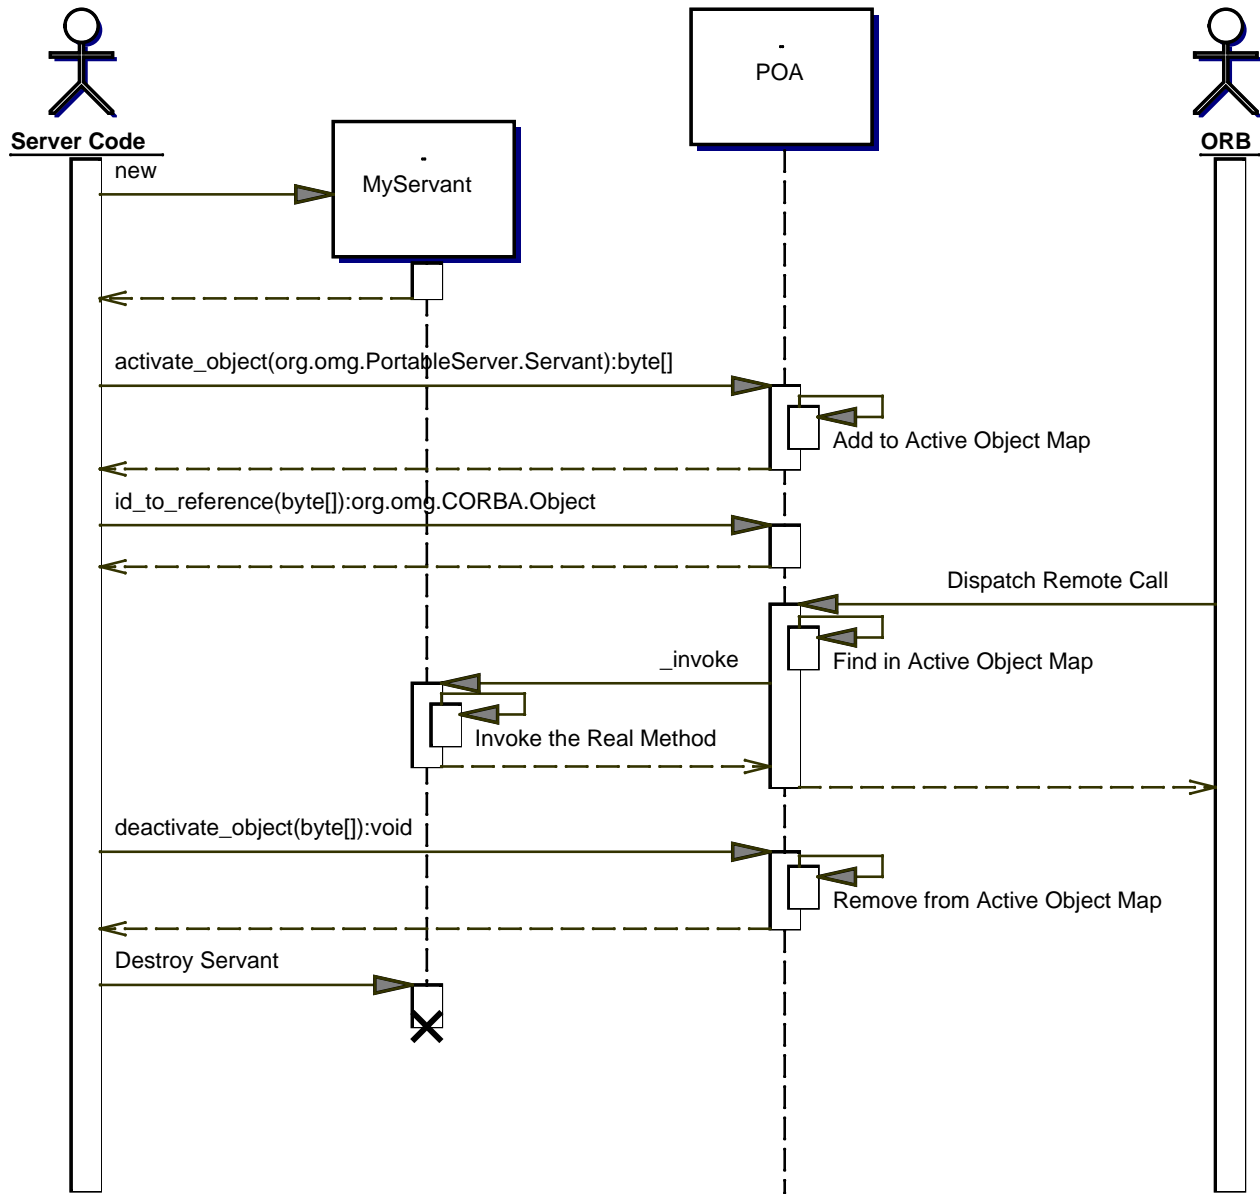 -
POA
Server Code
ORB
new
-
MyServant
activate_object(org.omg.PortableServer.Servant):byte[]
Add to Active Object Map
id_to_reference(byte[]):org.omg.CORBA.Object
Dispatch Remote Call
Find in Active Object Map
_invoke
Invoke the Real Method
deactivate_object(byte[]):void
Remove from Active Object Map
Destroy Servant